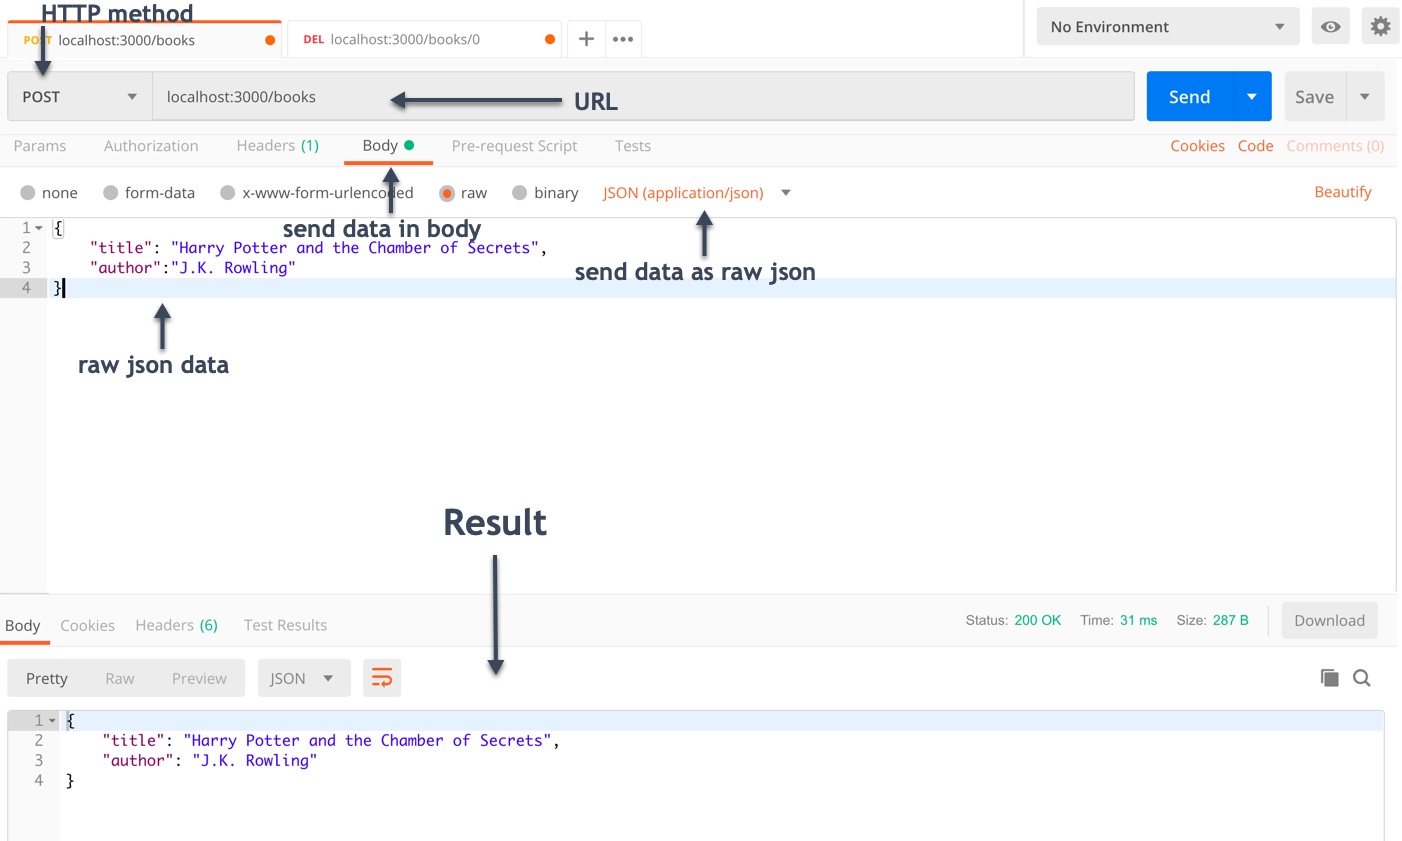 HTTP method
POST localhost:3000/books
DEL localhost:3000/books/0
+ •••
No Environment
POST
localhost:3000/books
URL
Send
Save
Params Authorization Headers (1) Body Pre-request Script Tests
Cookies Code Comments (0)
none form-data x-www-form-urlencoded raw binary JSON (application/json)
Beautify
send data in body
send data as raw json
1 {
2 "title": "Harry Potter and the Chamber of Secrets",
3 "author":"J.K. Rowling"
4 }
raw json data
Result
Body Cookies Headers (6) Test Results
Status: 200 OK Time: 31 ms Size: 287 B
Download
Pretty Raw Preview JSON
1 {
2 "title": "Harry Potter and the Chamber of Secrets",
3 "author": "J.K. Rowling"
4 }